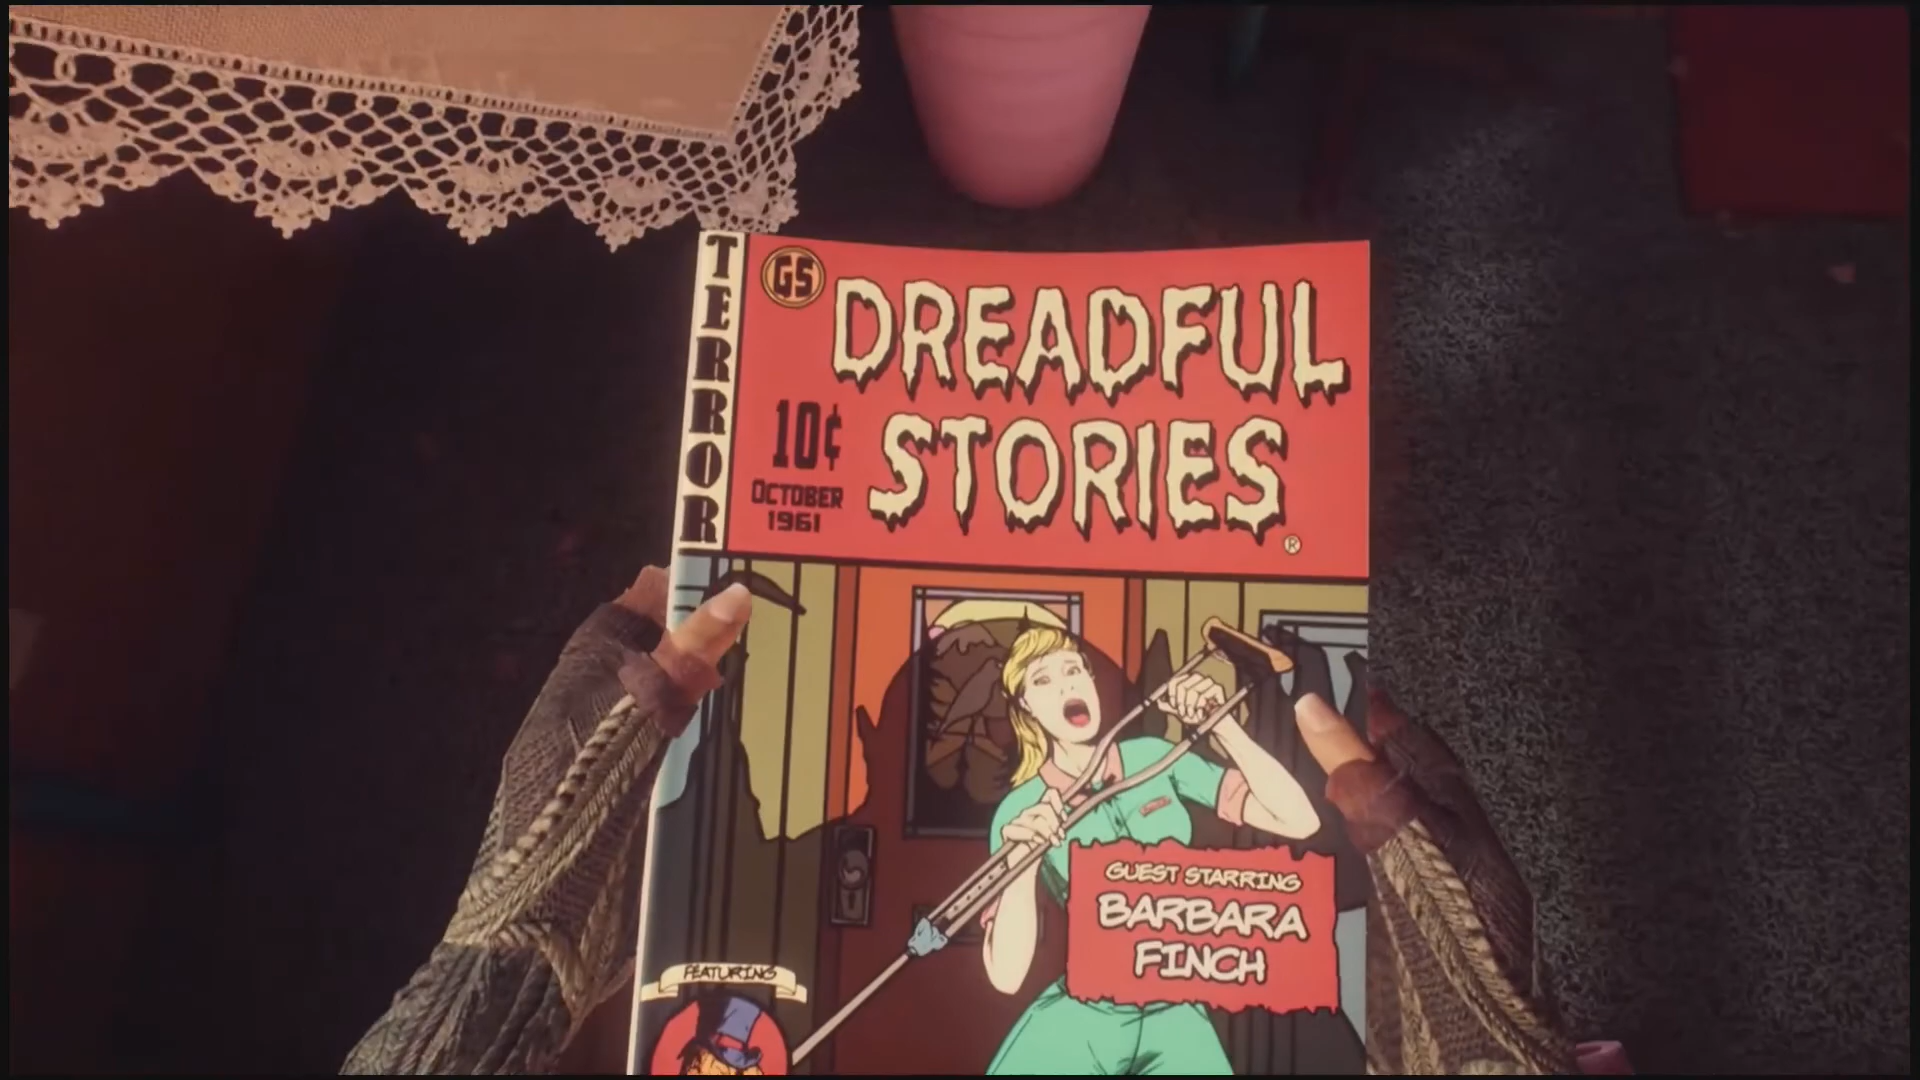 TERROR
GS
DREADFUL
STORIES
®
10¢
OCTOBER
1961
GUEST STARRING
BARBARA
FINCH
FEATURING